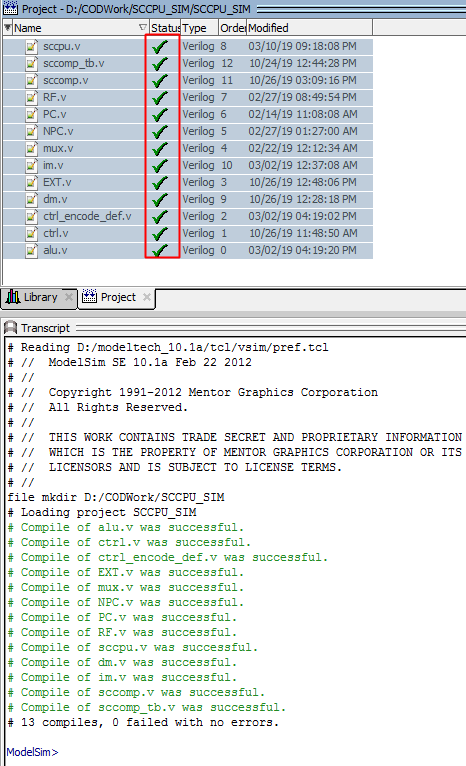 Project - D:/CODWork/SCCPU_SIM/SCCPU_SIM
Name Status Type Order Modified
sccpu.v Verilog 8 03/10/19 09:18:08 PM
sccomp_tb.v Verilog 12 10/24/19 12:44:28 PM
sccomp.v Verilog 11 10/26/19 03:09:16 PM
RF.v Verilog 7 02/27/19 08:49:54 PM
PC.v Verilog 6 02/14/19 11:08:08 AM
NPC.v Verilog 5 02/27/19 01:27:00 AM
mux.v Verilog 4 02/22/19 12:12:34 AM
im.v Verilog 10 03/02/19 12:37:08 AM
EXT.v Verilog 3 10/26/19 12:48:06 PM
dm.v Verilog 9 10/26/19 12:28:18 PM
ctrl_encode_def.v Verilog 2 03/02/19 04:19:02 PM
ctrl.v Verilog 1 10/26/19 11:48:50 AM
alu.v Verilog 0 03/02/19 04:19:20 PM
Library Project
Transcript
# Reading D:/modeltech_10.1a/tcl/vsim/pref.tcl
# // ModelSim SE 10.1a Feb 22 2012
# //
# // Copyright 1991-2012 Mentor Graphics Corporation
# // All Rights Reserved.
# //
# // THIS WORK CONTAINS TRADE SECRET AND PROPRIETARY INFORMATION
# // WHICH IS THE PROPERTY OF MENTOR GRAPHICS CORPORATION OR ITS
# // LICENSORS AND IS SUBJECT TO LICENSE TERMS.
# //
file mkdir D:/CODWork/SCCPU_SIM
# Loading project SCCPU_SIM
# Compile of alu.v was successful.
# Compile of ctrl.v was successful.
# Compile of ctrl_encode_def.v was successful.
# Compile of EXT.v was successful.
# Compile of mux.v was successful.
# Compile of NPC.v was successful.
# Compile of PC.v was successful.
# Compile of RF.v was successful.
# Compile of sccpu.v was successful.
# Compile of dm.v was successful.
# Compile of im.v was successful.
# Compile of sccomp.v was successful.
# Compile of sccomp_tb.v was successful.
# 13 compiles, 0 failed with no errors.
ModelSim>